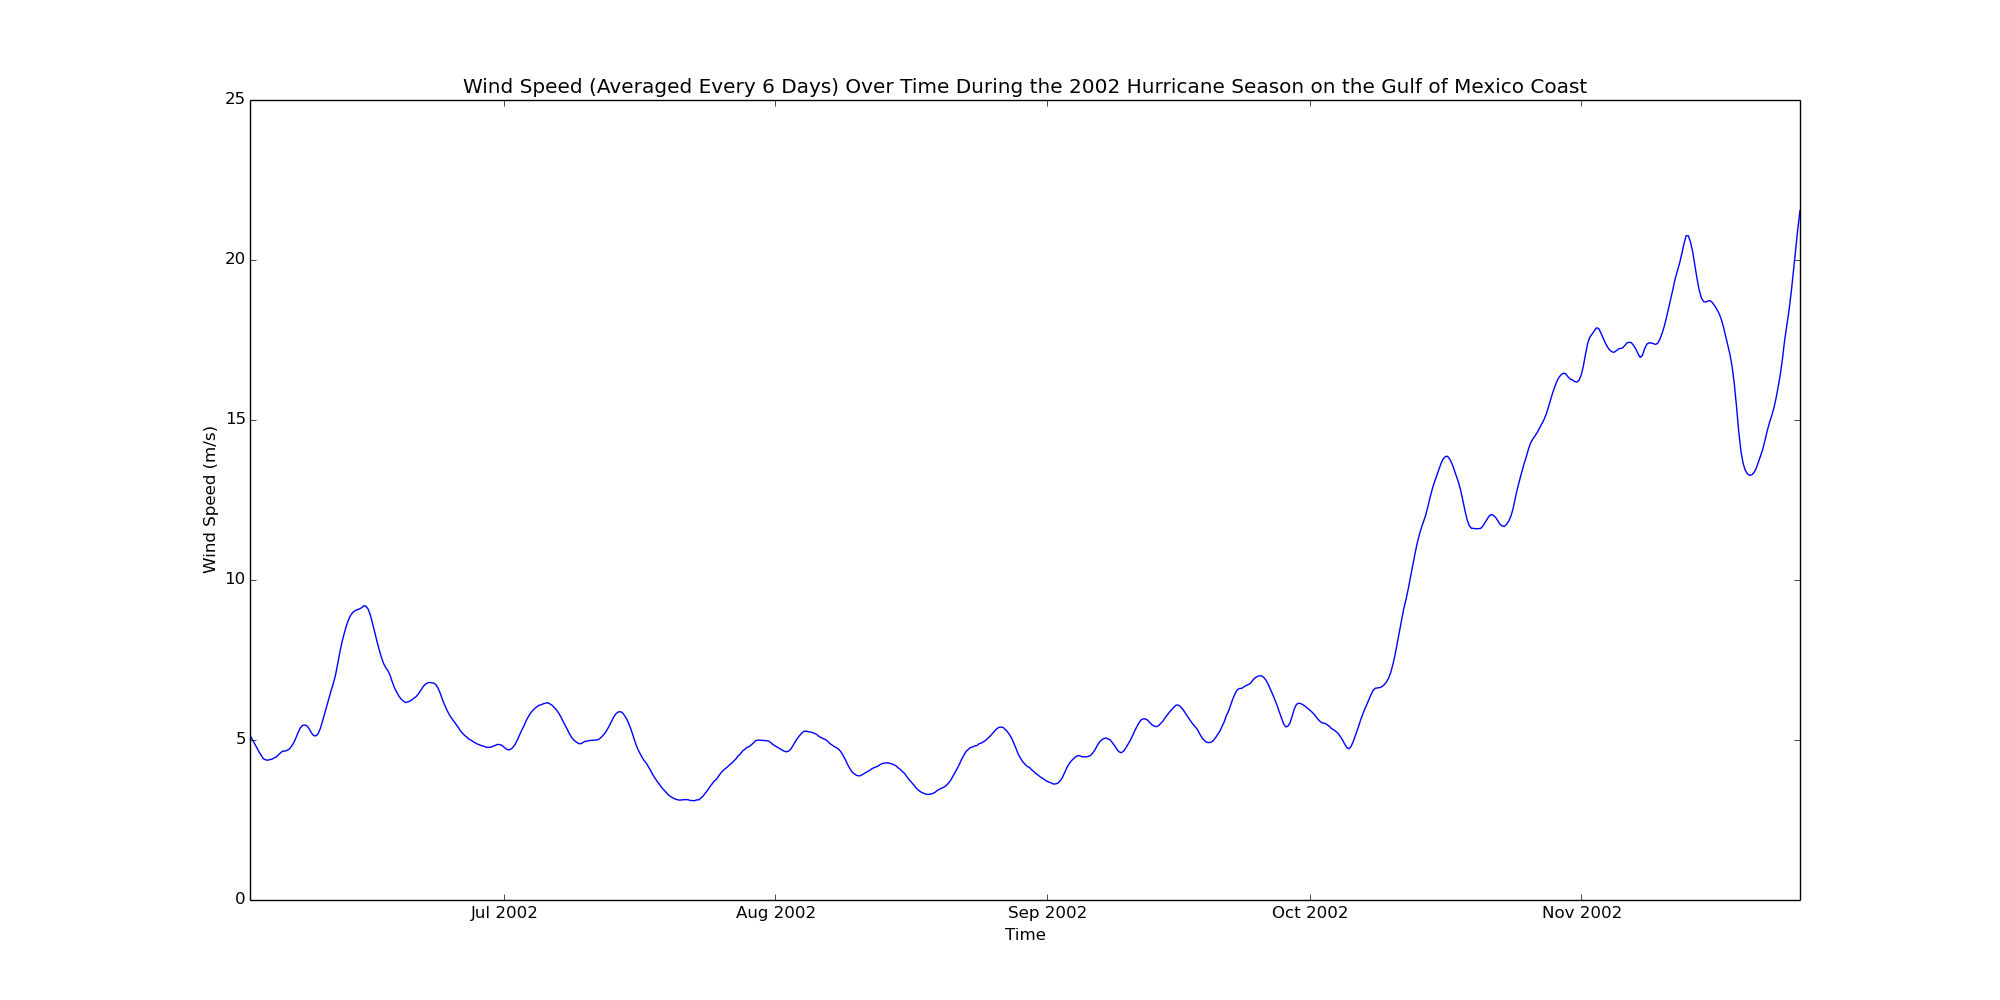 Wind Speed (Averaged Every 6 Days) Over Time During the 2002 Hurricane Season on the Gulf of Mexico Coast
25
20
15
10
5
0
Wind Speed (m/s)
Jul 2002 Aug 2002 Sep 2002 Oct 2002 Nov 2002
Time